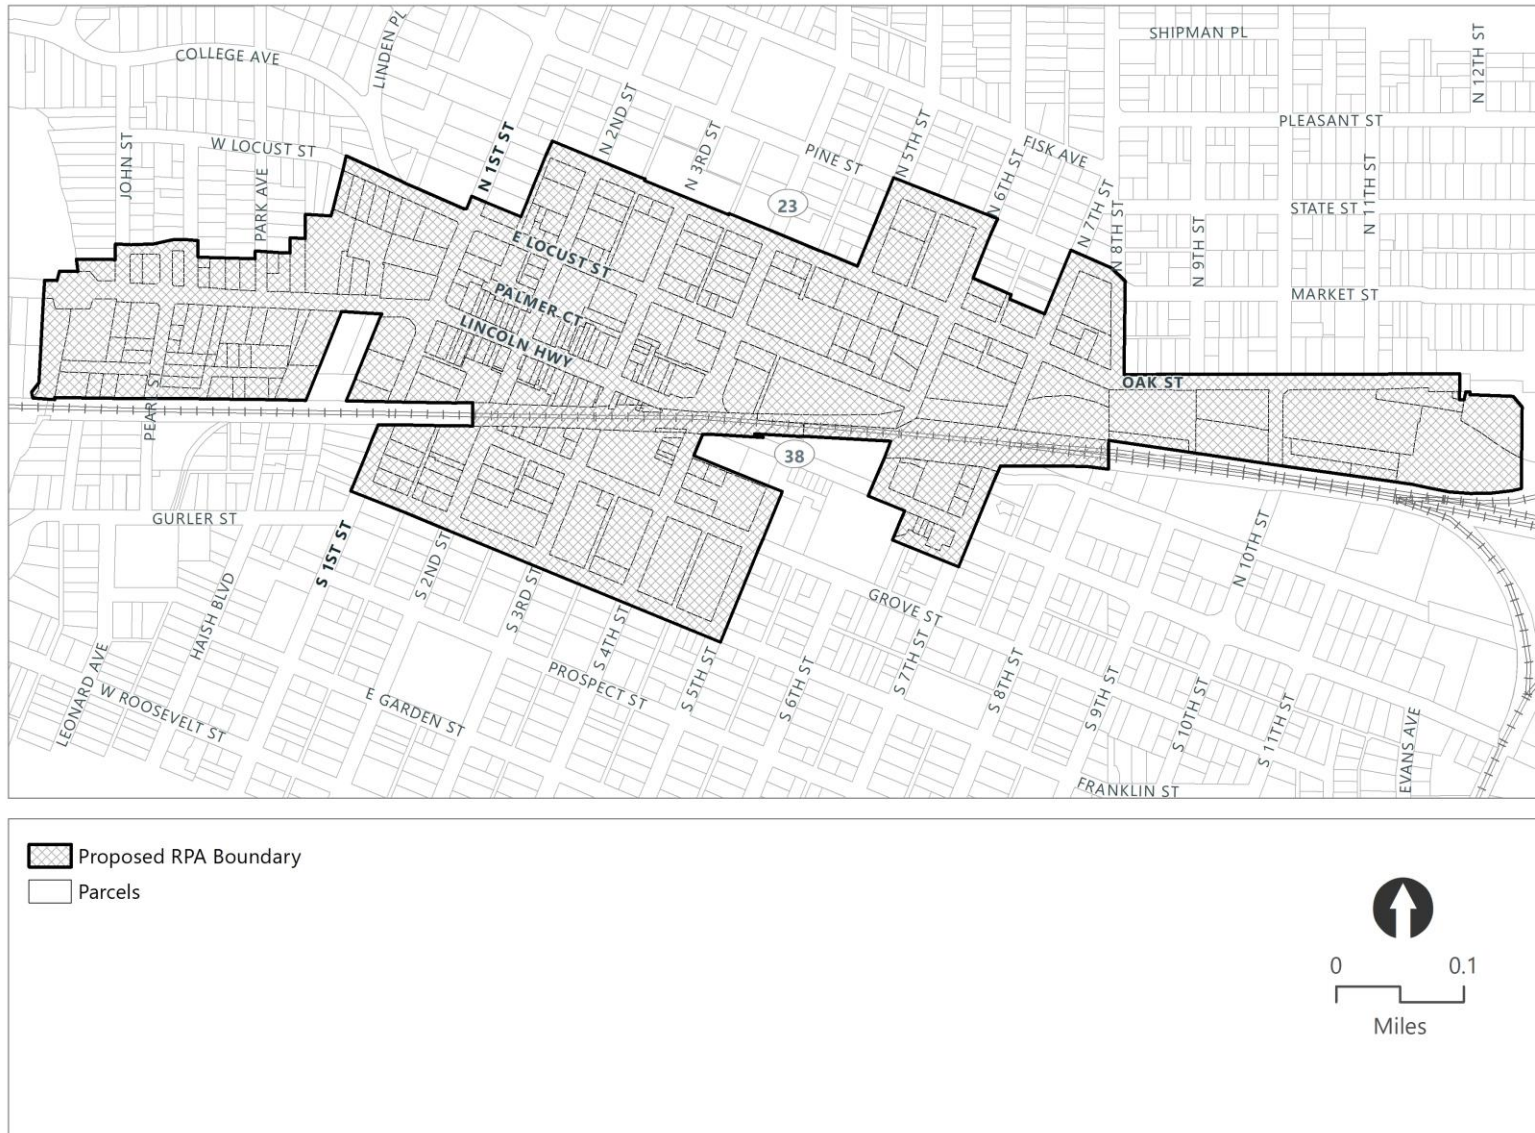 SHIPMAN PL
COLLEGE AVE
LINDEN PL
N 12TH ST
PLEASANT ST
N 1ST ST
N 2ND ST
N 3RD ST
PINE ST
N 5TH ST
FISK AVE
JOHN ST
W LOCUST ST
PARK AVE
N 6TH ST
N 7TH ST
N 8TH ST
N 9TH ST
STATE ST
N 11TH ST
23
E LOCUST ST
PALMER CT
LINCOLN HWY
MARKET ST
OAK ST
PEARL S
38
GURLER ST
S 1ST ST
S 2ND ST
S 3RD ST
S 4TH ST
S 5TH ST
S 6TH ST
S 7TH ST
S 8TH ST
S 9TH ST
S 10TH ST
S 11TH ST
N 10TH ST
GROVE ST
HAISH BLVD
LEONARD AVE
W ROOSEVELT ST
E GARDEN ST
PROSPECT ST
FRANKLIN ST
EVANS AVE
Proposed RPA Boundary
Parcels
0 0.1
Miles